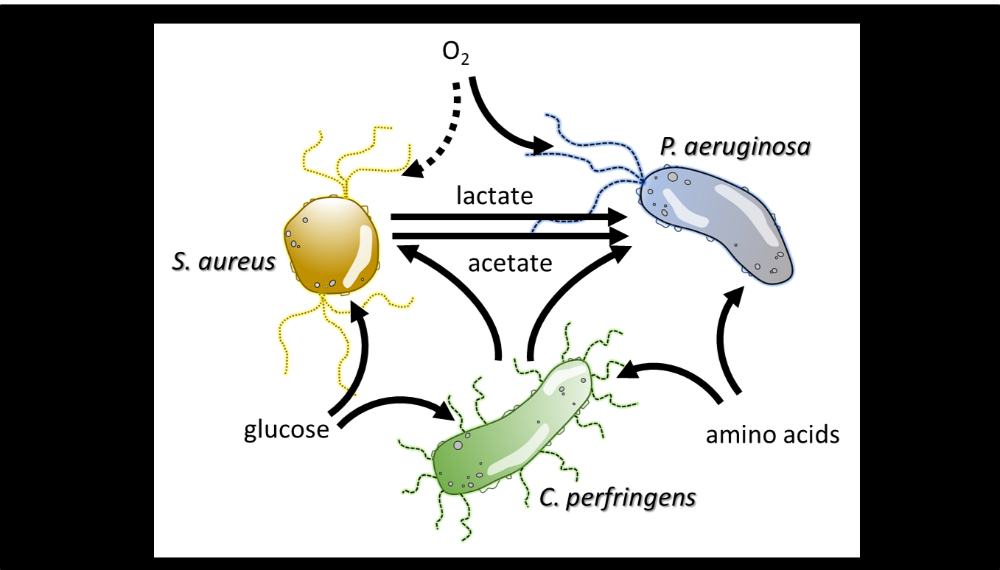 O₂
P. aeruginosa
lactate
S. aureus
acetate
glucose
amino acids
C. perfringens